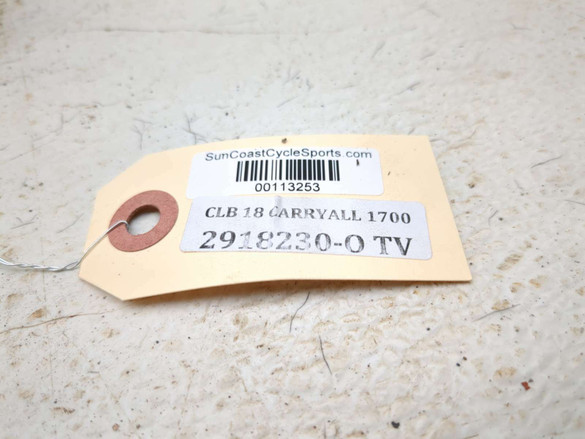 SunCoastCycleSports.com
00113253
CLB 18 CARRYALL 1700
2918230-O TV